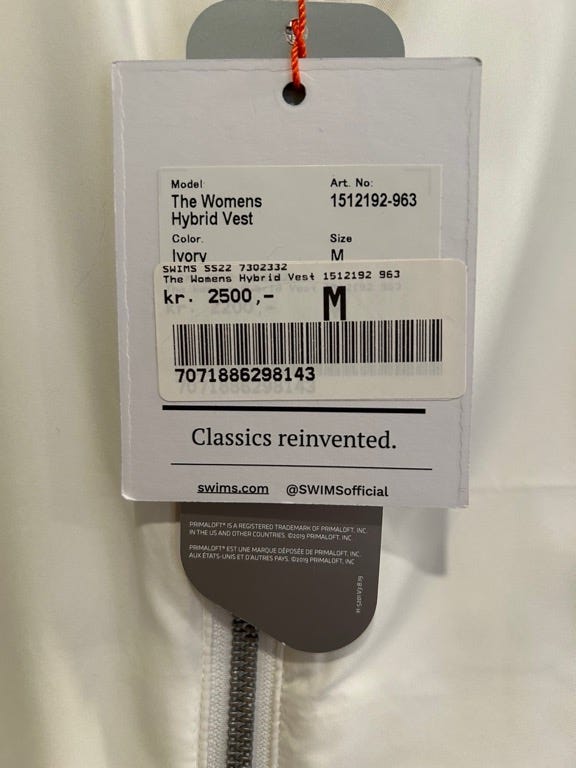 Model
The Womens
Hybrid Vest
Art. No:
1512192-963
Color.
Ivory
Size
M
SWIMS SS22 7302332
The Womens Hybrid Vest 1512192 963
kr. 2500,- M
7071886298143
Classics reinvented.
swims.com @SWIMSofficial
PRIMALOFT® IS A REGISTERED TRADEMARK OF PRIMALOFT, INC.
IN THE US AND OTHER COUNTRIES. ©2019 PRIMALOFT, INC
PRIMALOFT® EST UNE MARQUE DÉPOSÉE DE PRIMALOFT, INC.
AUX ÉTATS-UNIS ET D'AUTRES PAYS. ©2019 PRIMALOFT, INC